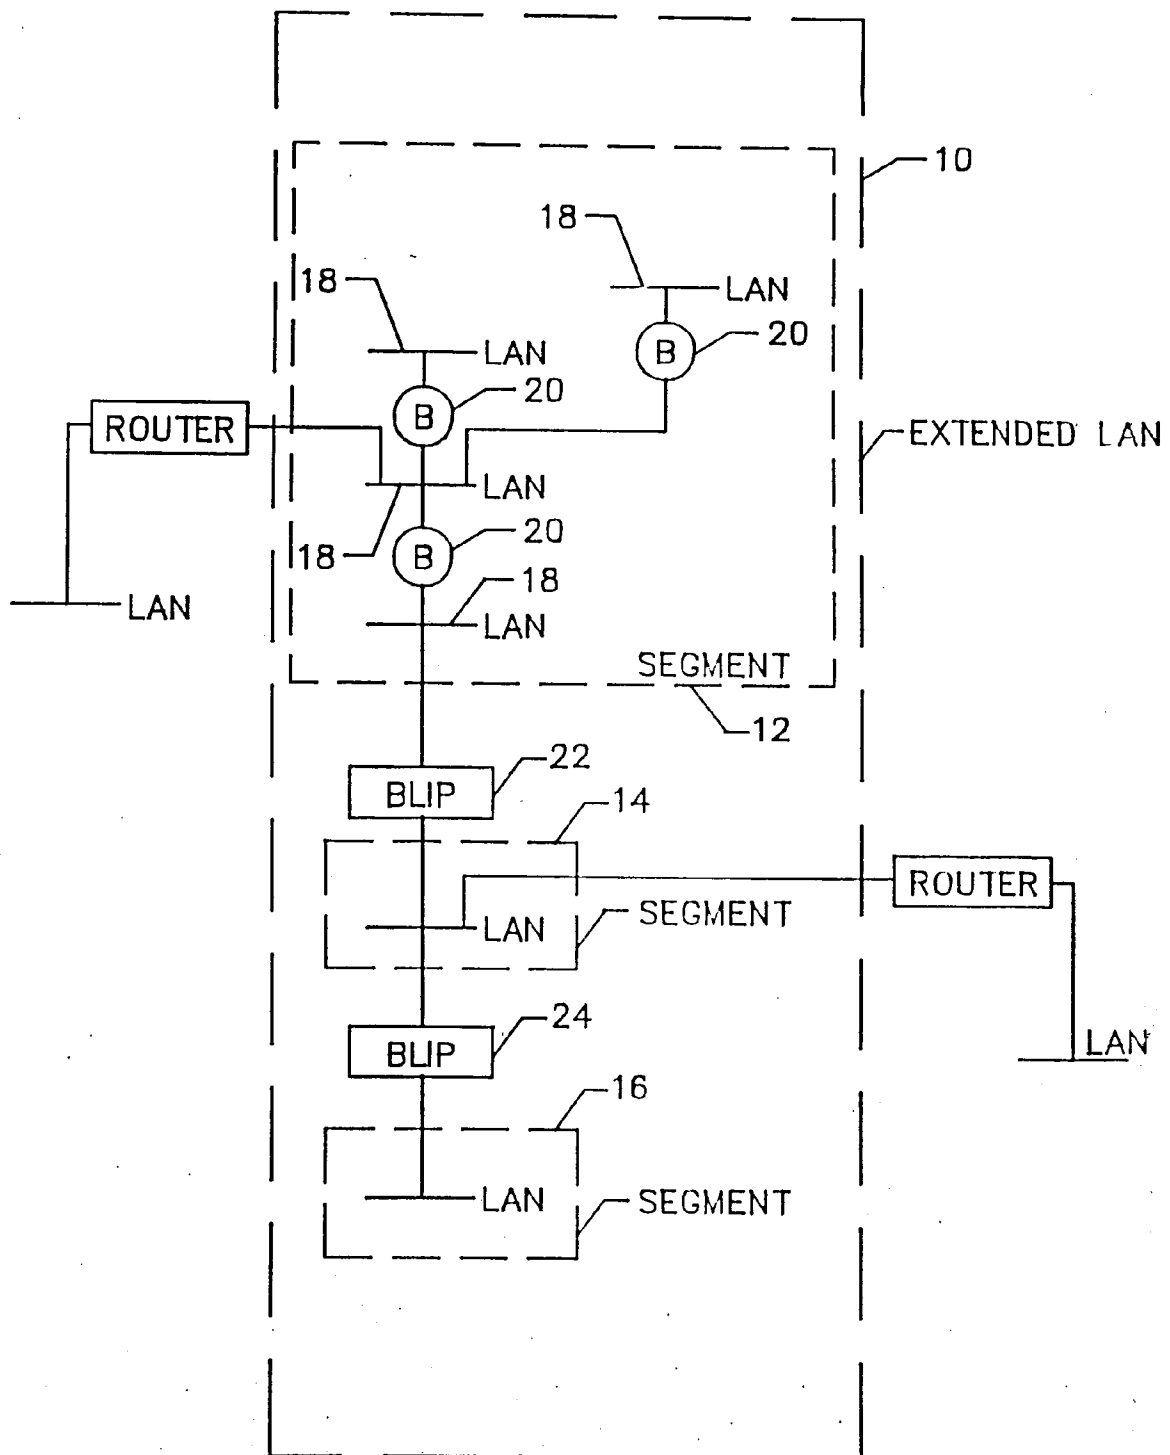 10
18
LAN
18
20
LAN
20
B
B
ROUTER
EXTENDED LAN
LAN
18
20
B
18
LAN
LAN
SEGMENT
12
22
BLIP
14
ROUTER
SEGMENT
LAN
24
BLIP
LAN
16
LAN
SEGMENT